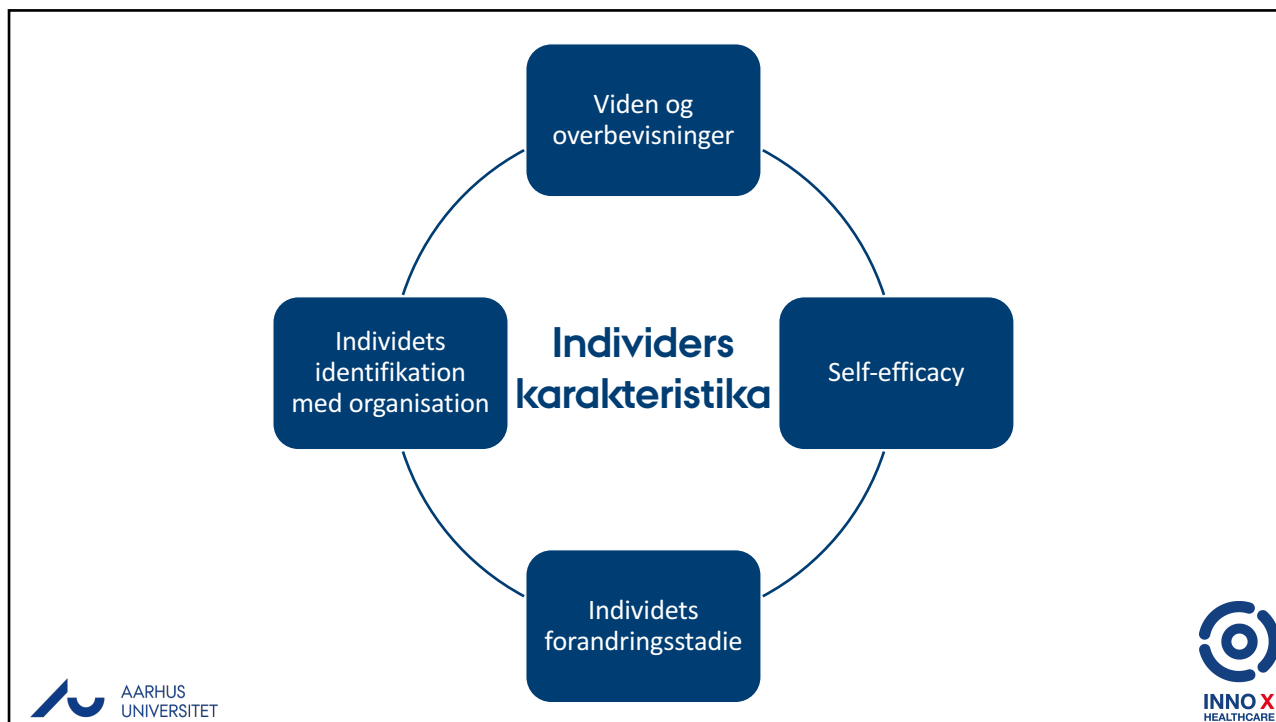 Viden og
overbevisninger
Individets
identifikation
med organisation
Individers
karakteristika
Self-efficacy
Individets
forandringsstadie
AARHUS
UNIVERSITET
INNO X
HEALTHCARE